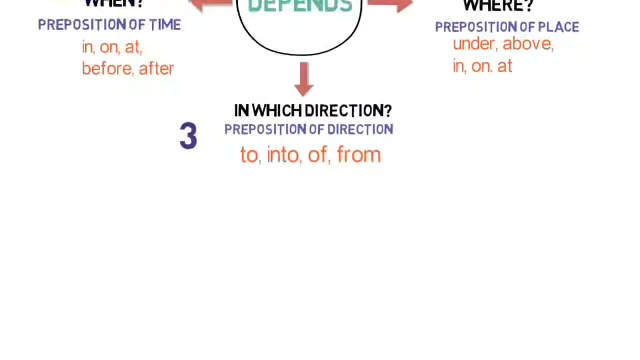 WHEN?
PREPOSITION OF TIME
in, on, at,
before, after
DEPENDS
WHERE?
PREPOSITION OF PLACE
under, above,
in, on. at
IN WHICH DIRECTION?
3
PREPOSITION OF DIRECTION
to, into, of, from